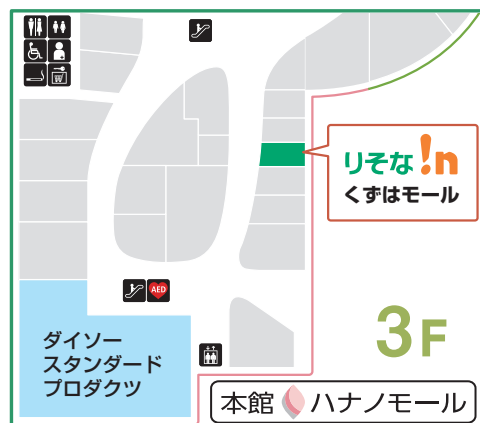 りそな!n
くずはモール
AED
ダイソー
スタンダード
プロダクツ
3F
本館 ハナノモール